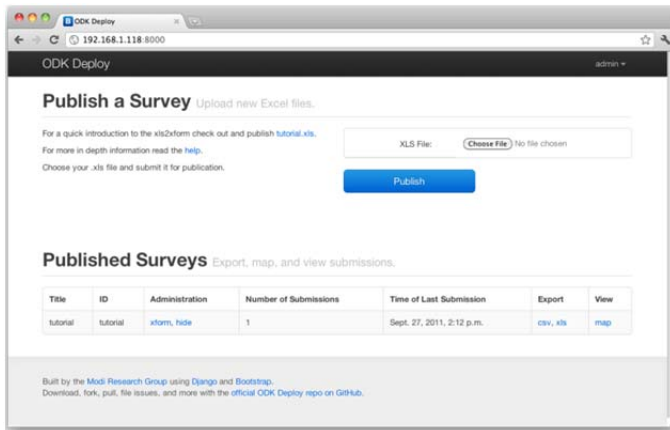 ODK Deploy
192.168.1.118:8000
ODK Deploy admin
Publish a Survey Upload new Excel files.
For a quick introduction to the xls2xform check out and publish tutorial.xls.
For more in depth information read the help.
Choose your .xls file and submit it for publication.
XLS File: Choose File No file chosen
Publish
Published Surveys Export, map, and view submissions.
Title ID Administration Number of Submissions Time of Last Submission Export View
tutorial tutorial xform, hide 1 Sept. 27, 2011, 2:12 p.m. csv, xls map
Built by the Modi Research Group using Django and Bootstrap.
Download, fork, pull, file issues, and more with the official ODK Deploy repo on GitHub.